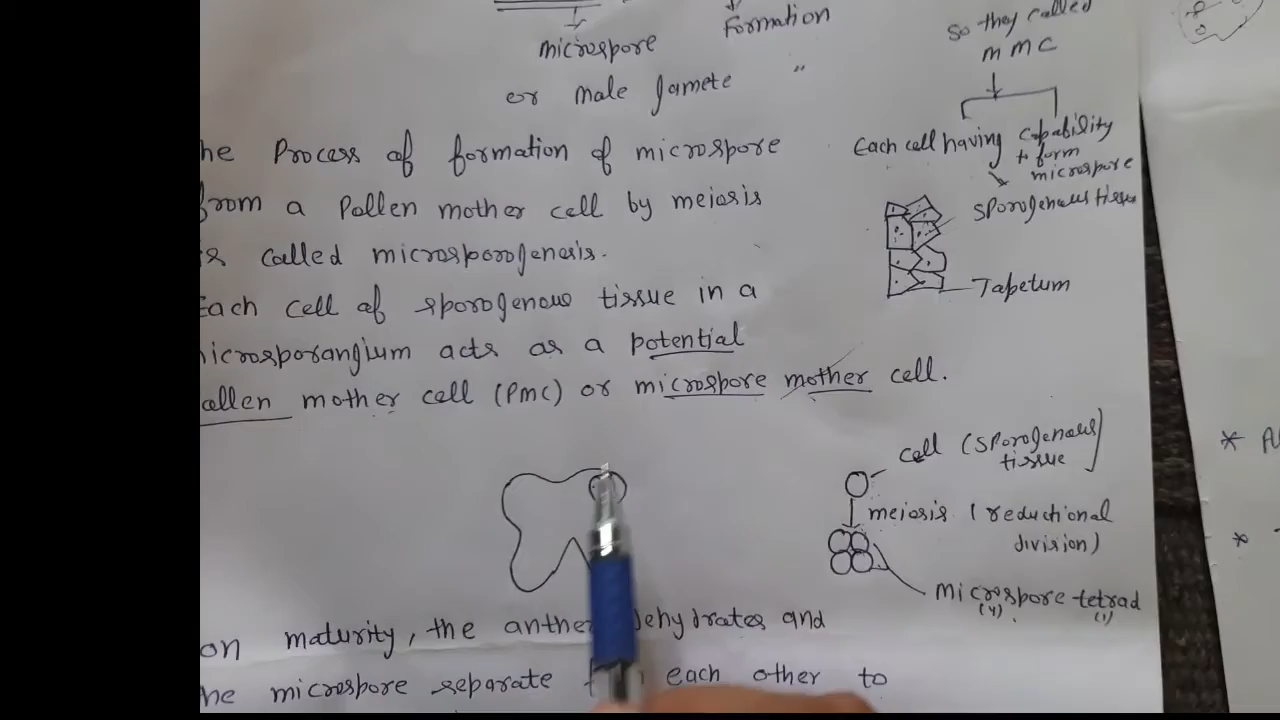 microspore
Formation
or male gamete "
so they called
MMC
Each cell having capability
to form
microspore
sporogenous tissue
Tapetum
he Process of formation of microspore
from a Pollen mother cell by meiosis
is called microsporogenesis.
Each cell of sporogenous tissue in a
microsporangium acts as a potential
allen mother cell (PMC) or microspore mother cell.
cell (sporogenous
tissue
meiosis (reductional
division)
microspore tetrad
(4) (1)
on maturity, the anther dehydrates and
he microspore separate each other to
* A
*